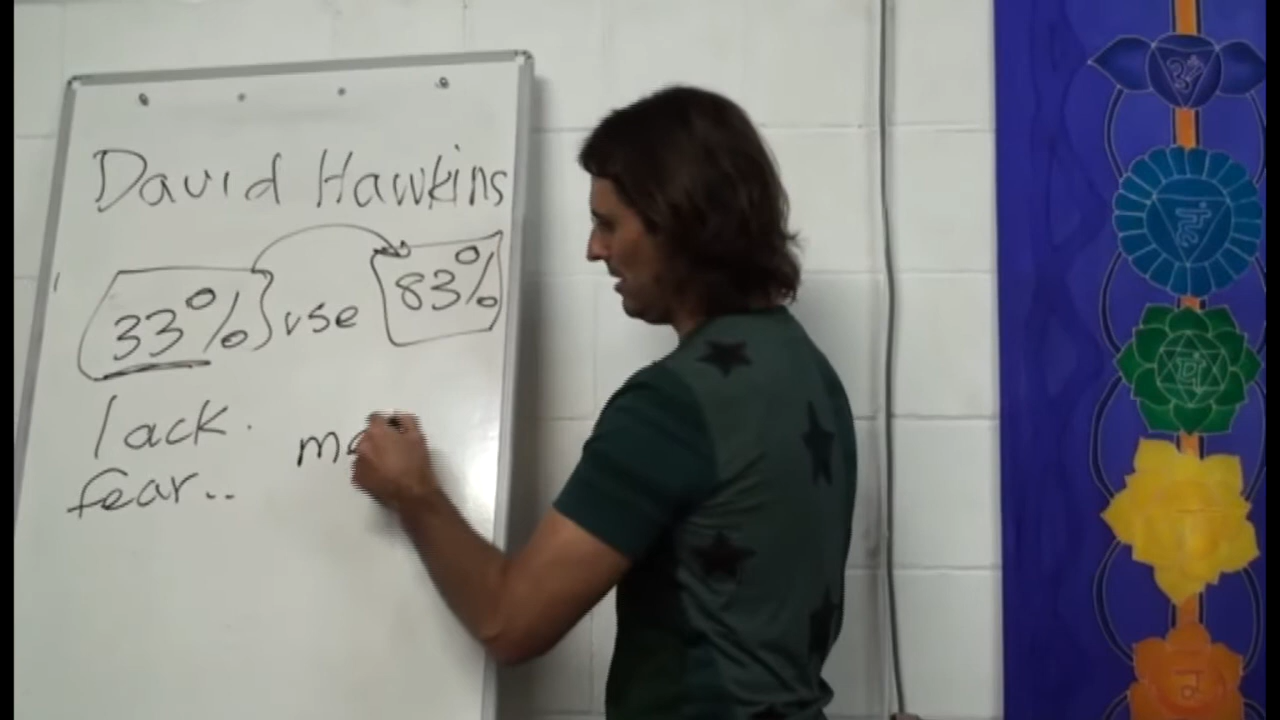 David Hawkins
33% use 83%
lack.
fear..
ॐ
हं
यं